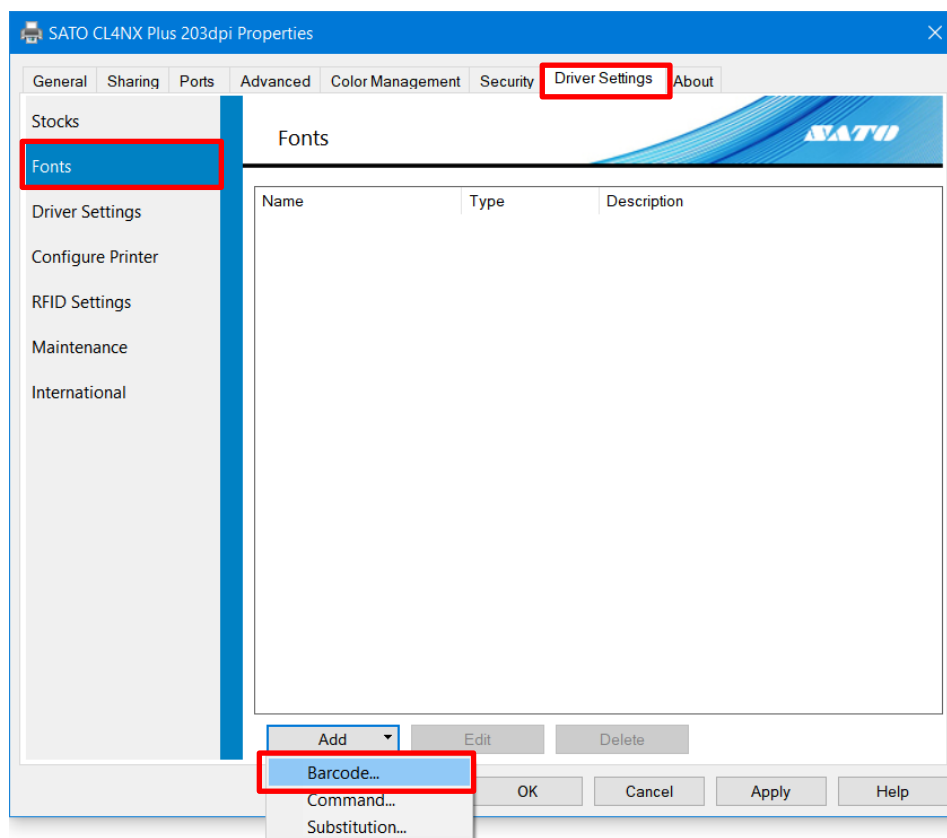 SATO CL4NX Plus 203dpi Properties
General Sharing Ports Advanced Color Management Security Driver Settings About
Stocks
Fonts
Driver Settings
Configure Printer
RFID Settings
Maintenance
International
Fonts
SATO
Name Type Description
Add Edit Delete
Barcode...
Command...
Substitution...
OK Cancel Apply Help